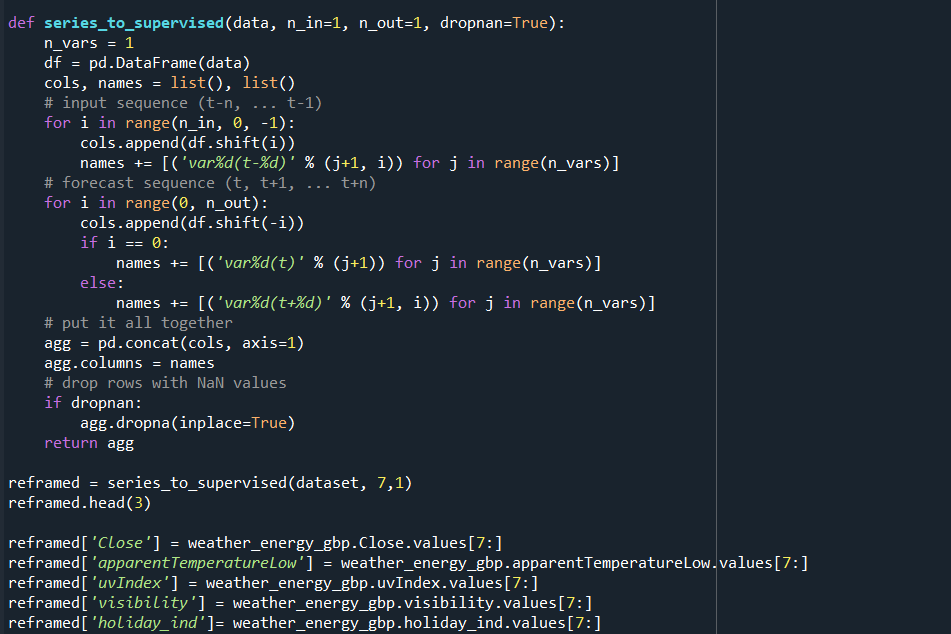 def series_to_supervised(data, n_in=1, n_out=1, dropnan=True):
    n_vars = 1
    df = pd.DataFrame(data)
    cols, names = list(), list()
    # input sequence (t-n, ... t-1)
    for i in range(n_in, 0, -1):
        cols.append(df.shift(i))
        names += [('var%d(t-%d)' % (j+1, i)) for j in range(n_vars)]
    # forecast sequence (t, t+1, ... t+n)
    for i in range(0, n_out):
        cols.append(df.shift(-i))
        if i == 0:
            names += [('var%d(t)' % (j+1)) for j in range(n_vars)]
        else:
            names += [('var%d(t+%d)' % (j+1, i)) for j in range(n_vars)]
    # put it all together
    agg = pd.concat(cols, axis=1)
    agg.columns = names
    # drop rows with NaN values
    if dropnan:
        agg.dropna(inplace=True)
    return agg

reframed = series_to_supervised(dataset, 7,1)
reframed.head(3)

reframed['Close'] = weather_energy_gbp.Close.values[7:]
reframed['apparentTemperatureLow'] = weather_energy_gbp.apparentTemperatureLow.values[7:]
reframed['uvIndex'] = weather_energy_gbp.uvIndex.values[7:]
reframed['visibility'] = weather_energy_gbp.visibility.values[7:]
reframed['holiday_ind']= weather_energy_gbp.holiday_ind.values[7:]